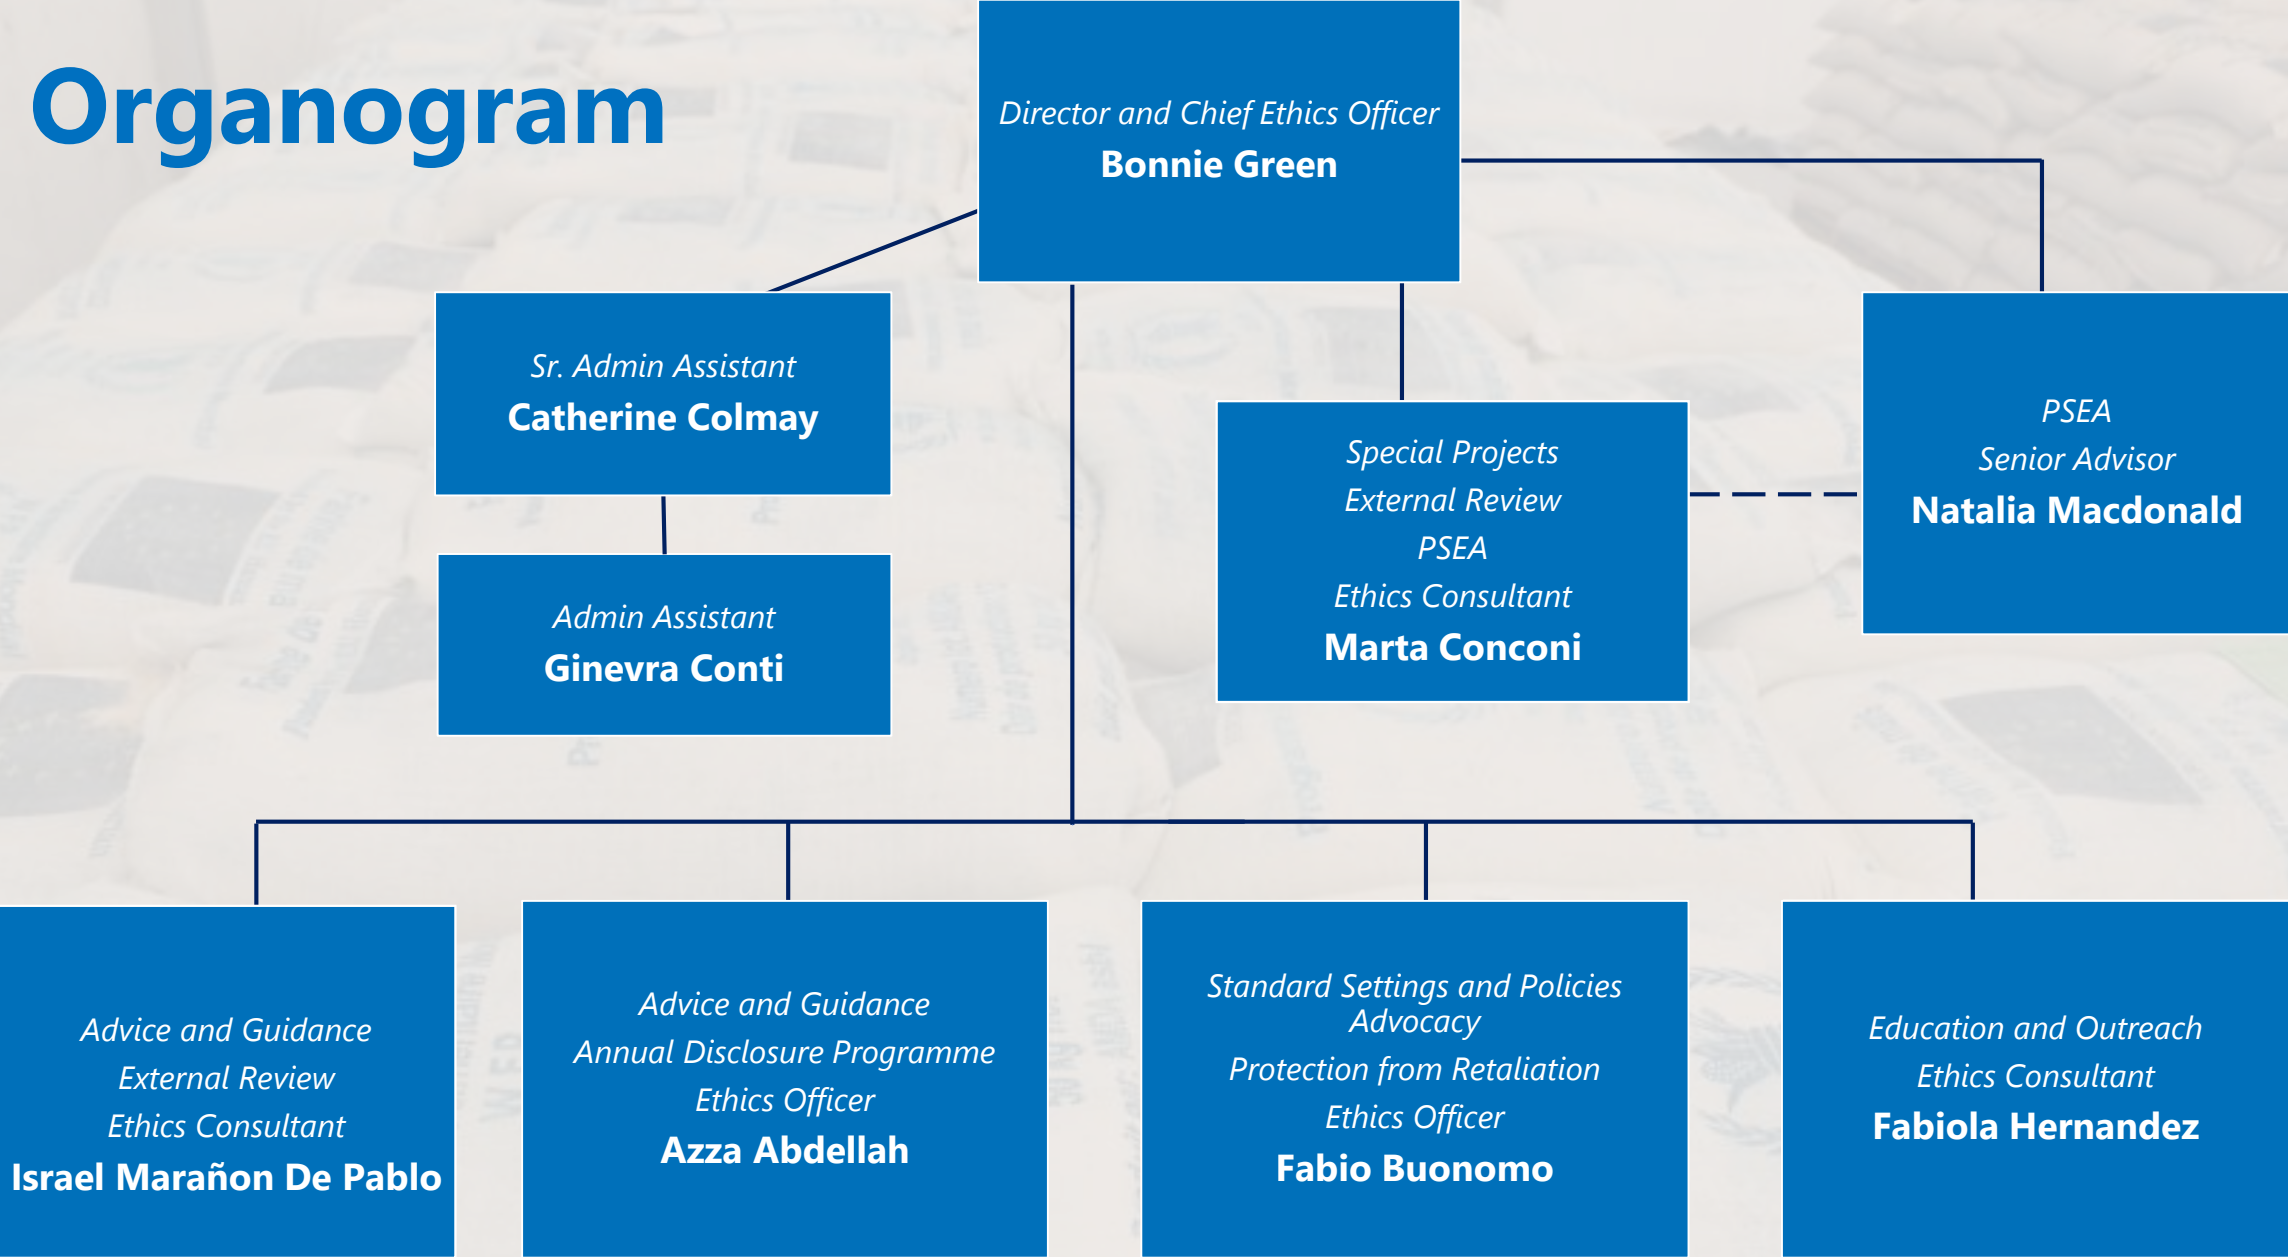 Organogram
Director and Chief Ethics Officer
Bonnie Green
Sr. Admin Assistant
Catherine Colmay
Admin Assistant
Ginevra Conti
Special Projects
External Review
PSEA
Ethics Consultant
Marta Conconi
PSEA
Senior Advisor
Natalia Macdonald
Advice and Guidance
External Review
Ethics Consultant
Israel Marañon De Pablo
Advice and Guidance
Annual Disclosure Programme
Ethics Officer
Azza Abdellah
Standard Settings and Policies
Advocacy
Protection from Retaliation
Ethics Officer
Fabio Buonomo
Education and Outreach
Ethics Consultant
Fabiola Hernandez